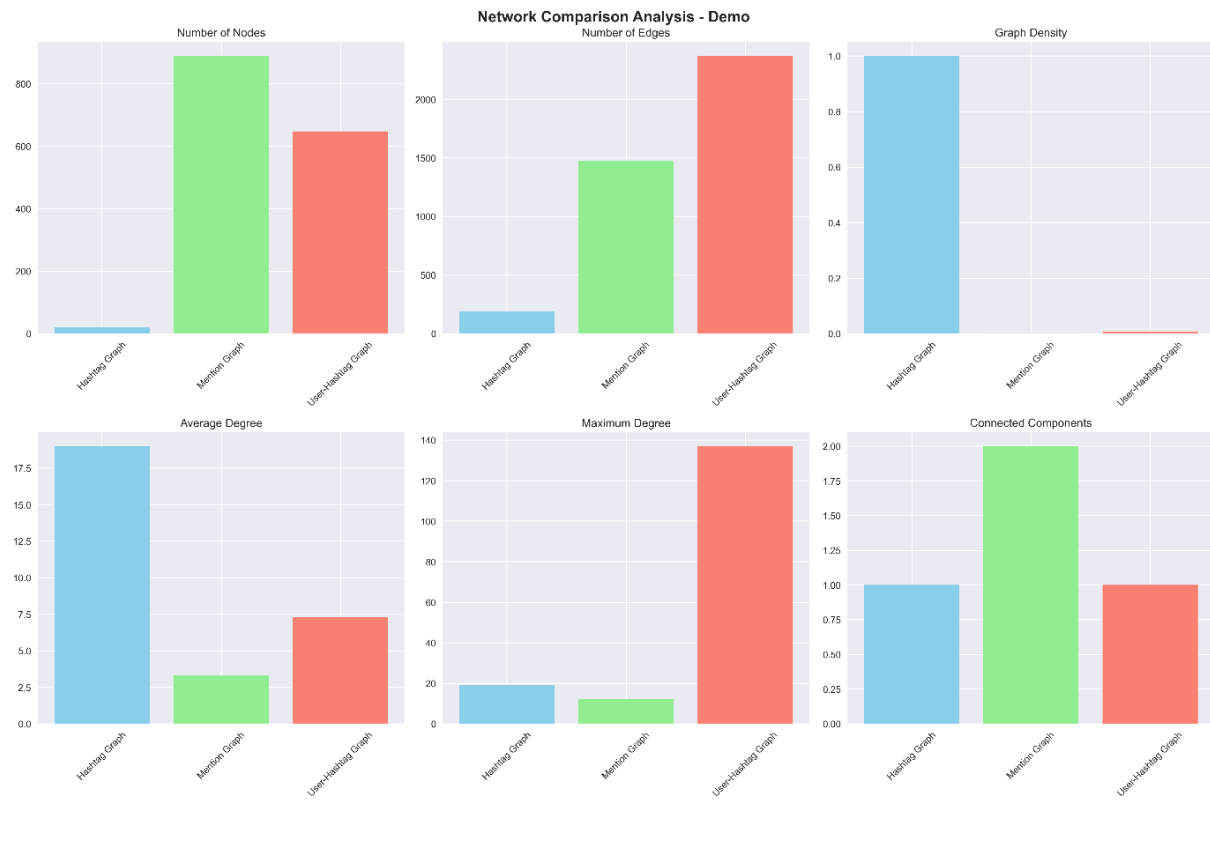 Network Comparison Analysis - Demo
Number of Nodes
800
600
400
200
0
Hashtag Graph
Mention Graph
User-Hashtag Graph
Number of Edges
2000
1500
1000
500
0
Hashtag Graph
Mention Graph
User-Hashtag Graph
Graph Density
1.0
0.8
0.6
0.4
0.2
0.0
Hashtag Graph
Mention Graph
User-Hashtag Graph
Average Degree
17.5
15.0
12.5
10.0
7.5
5.0
2.5
0.0
Hashtag Graph
Mention Graph
User-Hashtag Graph
Maximum Degree
140
120
100
80
60
40
20
0
Hashtag Graph
Mention Graph
User-Hashtag Graph
Connected Components
2.00
1.75
1.50
1.25
1.00
0.75
0.50
0.25
0.00
Hashtag Graph
Mention Graph
User-Hashtag Graph